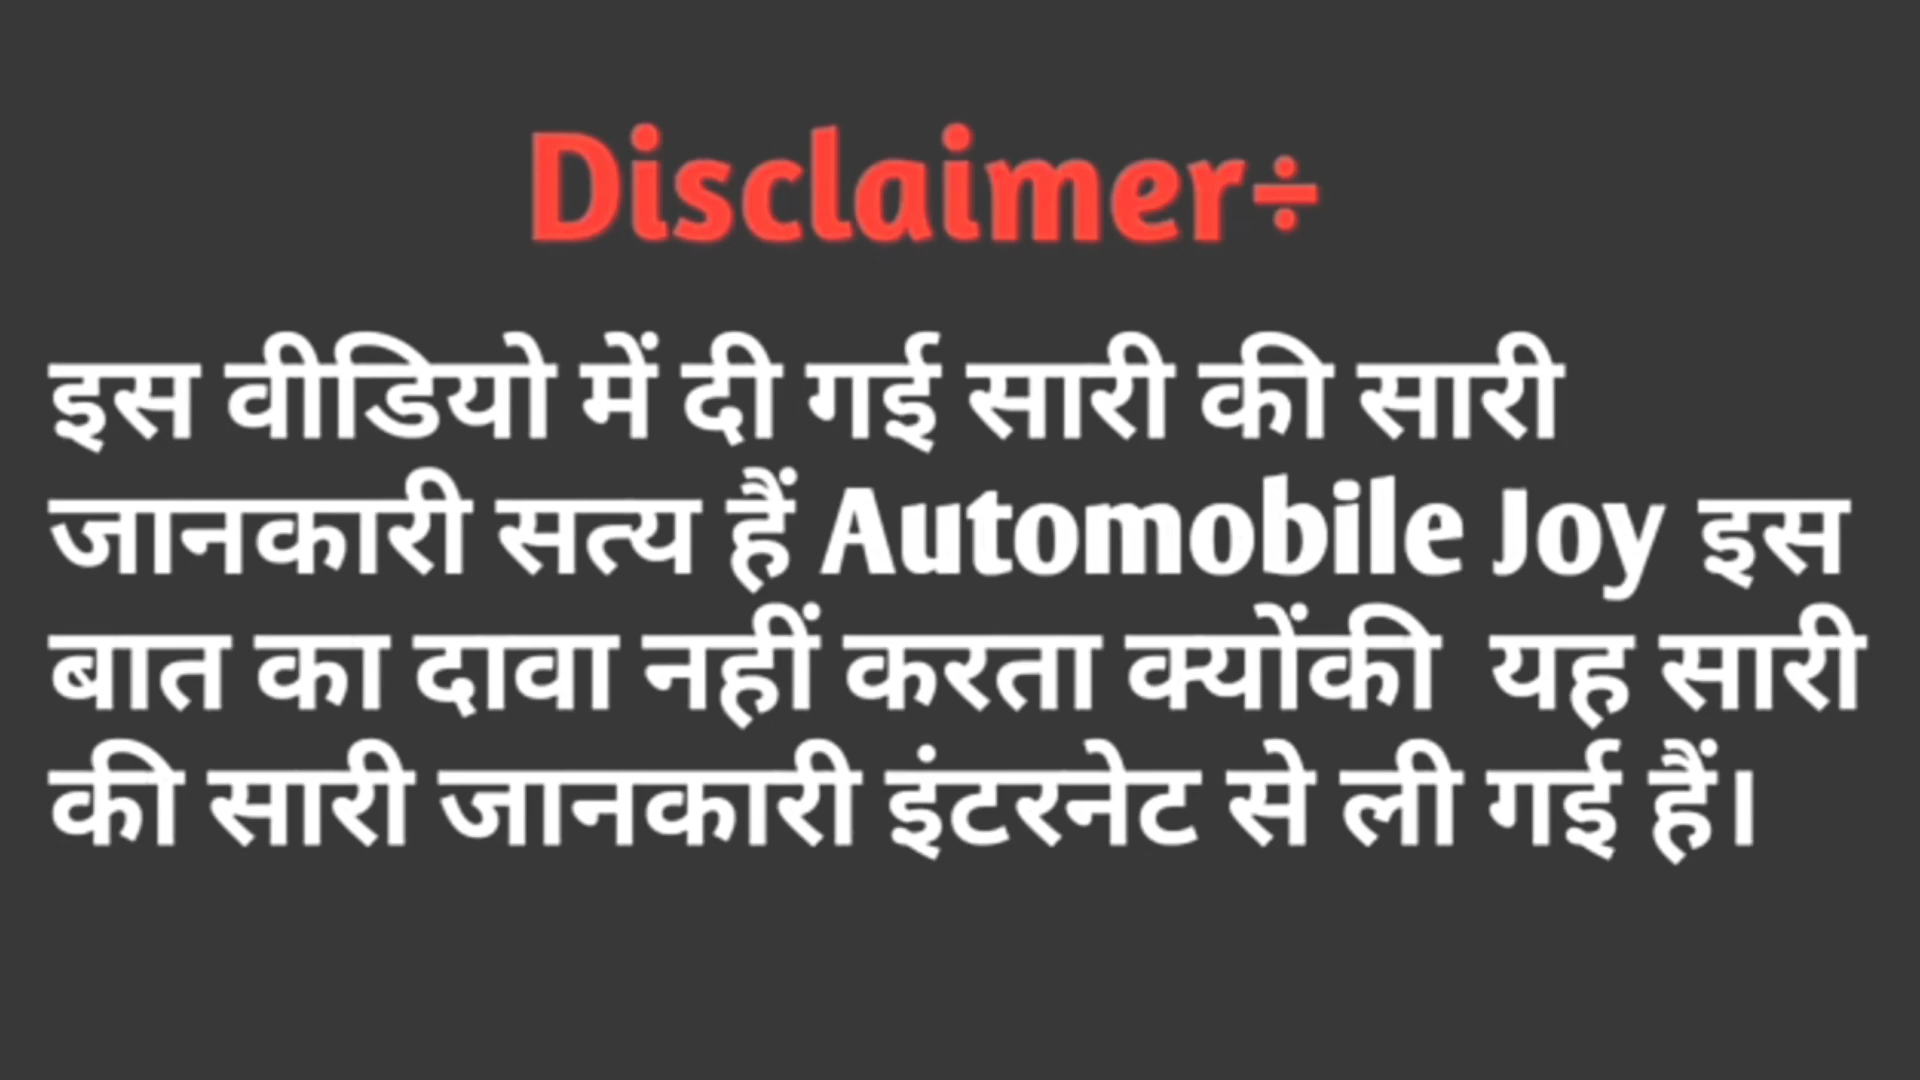 Disclaimer÷
इस वीडियो में दी गई सारी की सारी
जानकारी सत्य हैं Automobile Joy इस
बात का दावा नहीं करता क्योंकी यह सारी
की सारी जानकारी इंटरनेट से ली गई हैं।